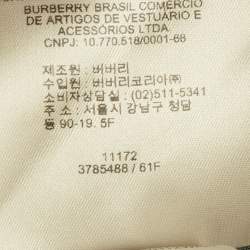 BURBERRY BRASIL COMERCIO
DE ARTIGOS DE VESTUÁRIO E
ACESSÓRIOS LTDA.
CNPJ: 10.770.518/0001-68
제조원 : 버버리
수입원 : 버버리코리아㈜
소비자상담실 : (02)511-5341
주 소 : 서울시 강남구 청담
동 90-19. 5F
11172
3785488 / 61F